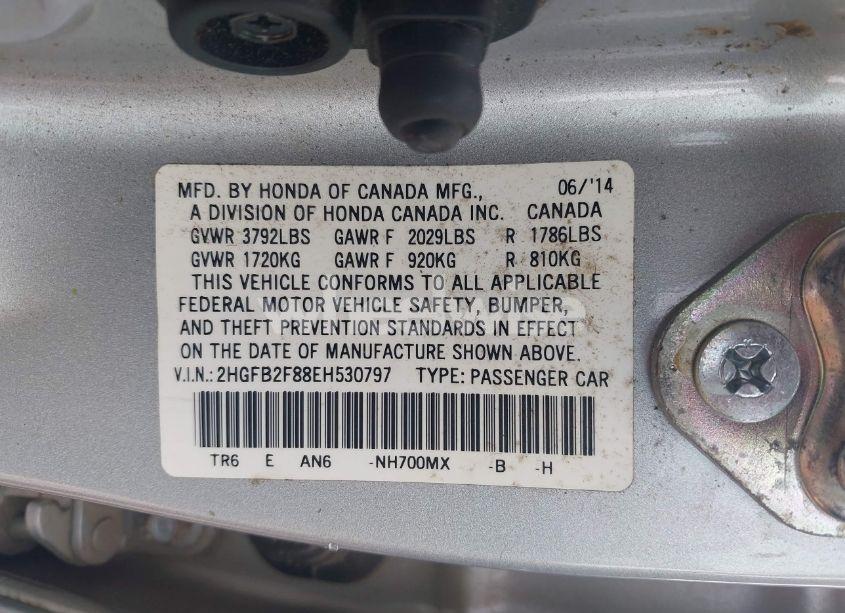 MFD. BY HONDA OF CANADA MFG., 06/'14
A DIVISION OF HONDA CANADA INC. CANADA
GVWR 3792LBS GAWR F 2029LBS R 1786LBS
GVWR 1720KG GAWR F 920KG R 810KG
THIS VEHICLE CONFORMS TO ALL APPLICABLE
FEDERAL MOTOR VEHICLE SAFETY, BUMPER,
AND THEFT PREVENTION STANDARDS IN EFFECT
ON THE DATE OF MANUFACTURE SHOWN ABOVE.
V.I.N.: 2HGFB2F88EH530797 TYPE: PASSENGER CAR
TR6 E AN6 -NH700MX -B -H